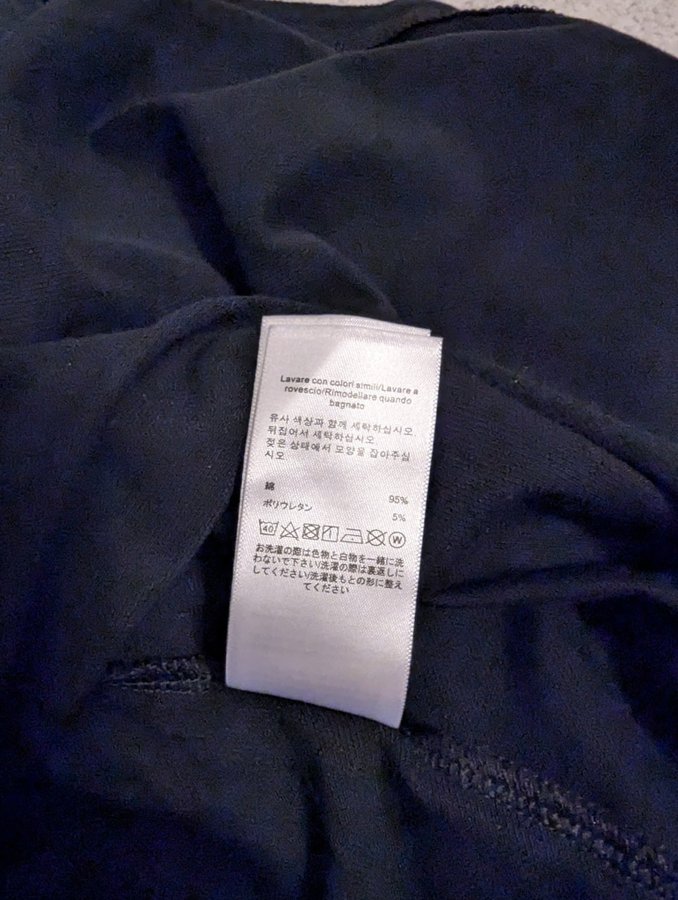 Lavare con colori simili/Lavare a
rovescio/Rimodellare quando
bagnato
유사 색상과 함께 세탁하십시오
뒤집어서 세탁하십시오
젖은 상태에서 모양을 잡아주십
시오
綿 95%
ポリウレタン 5%
40 W
お洗濯の際は色物と白物を一緒に洗
わないで下さい/洗濯の際は裏返しに
してください/洗濯後もとの形に整え
てください